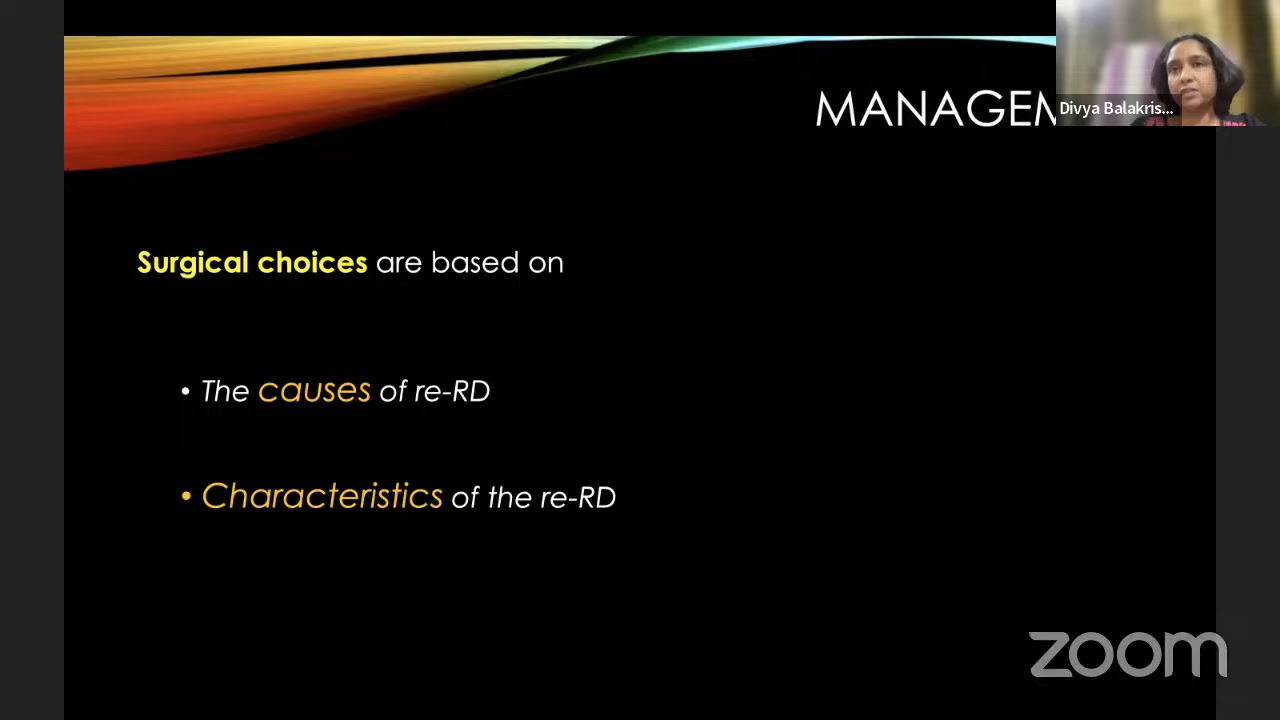 MANAGEM
Divya Balakris...
Surgical choices are based on
• The causes of re-RD
• Characteristics of the re-RD
zoom